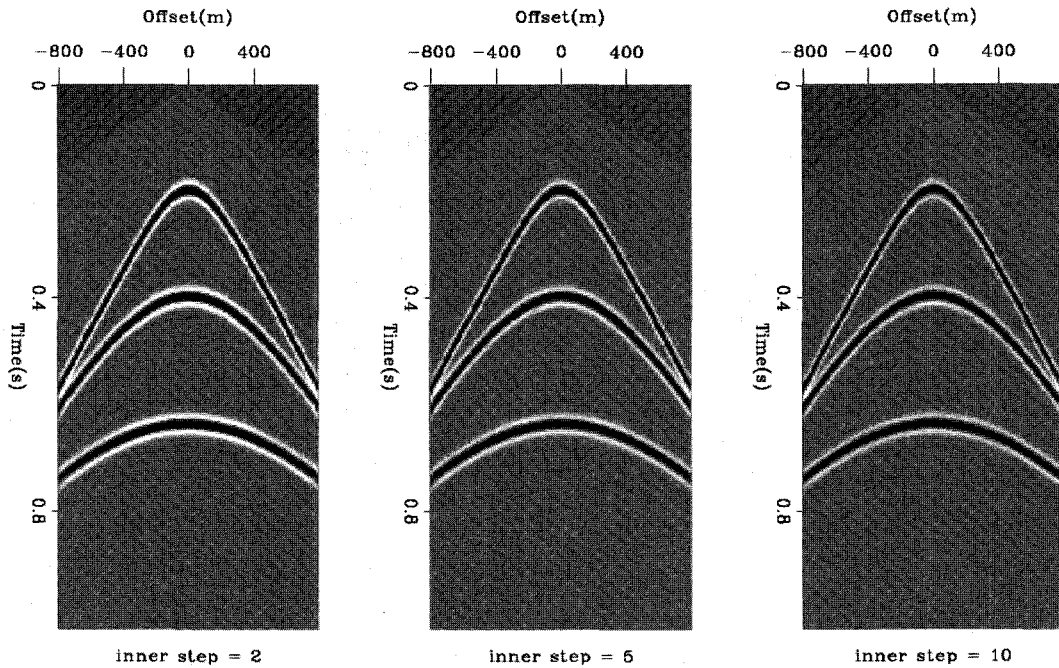 Offset(m) Offset(m) Offset(m)
−800 −400 0 400 −800 −400 0 400 −800 −400 0 400
0 0 0
0.4 0.4 0.4
Time(s) Time(s) Time(s)
0.8 0.8 0.8
inner step = 2 inner step = 5 inner step = 10